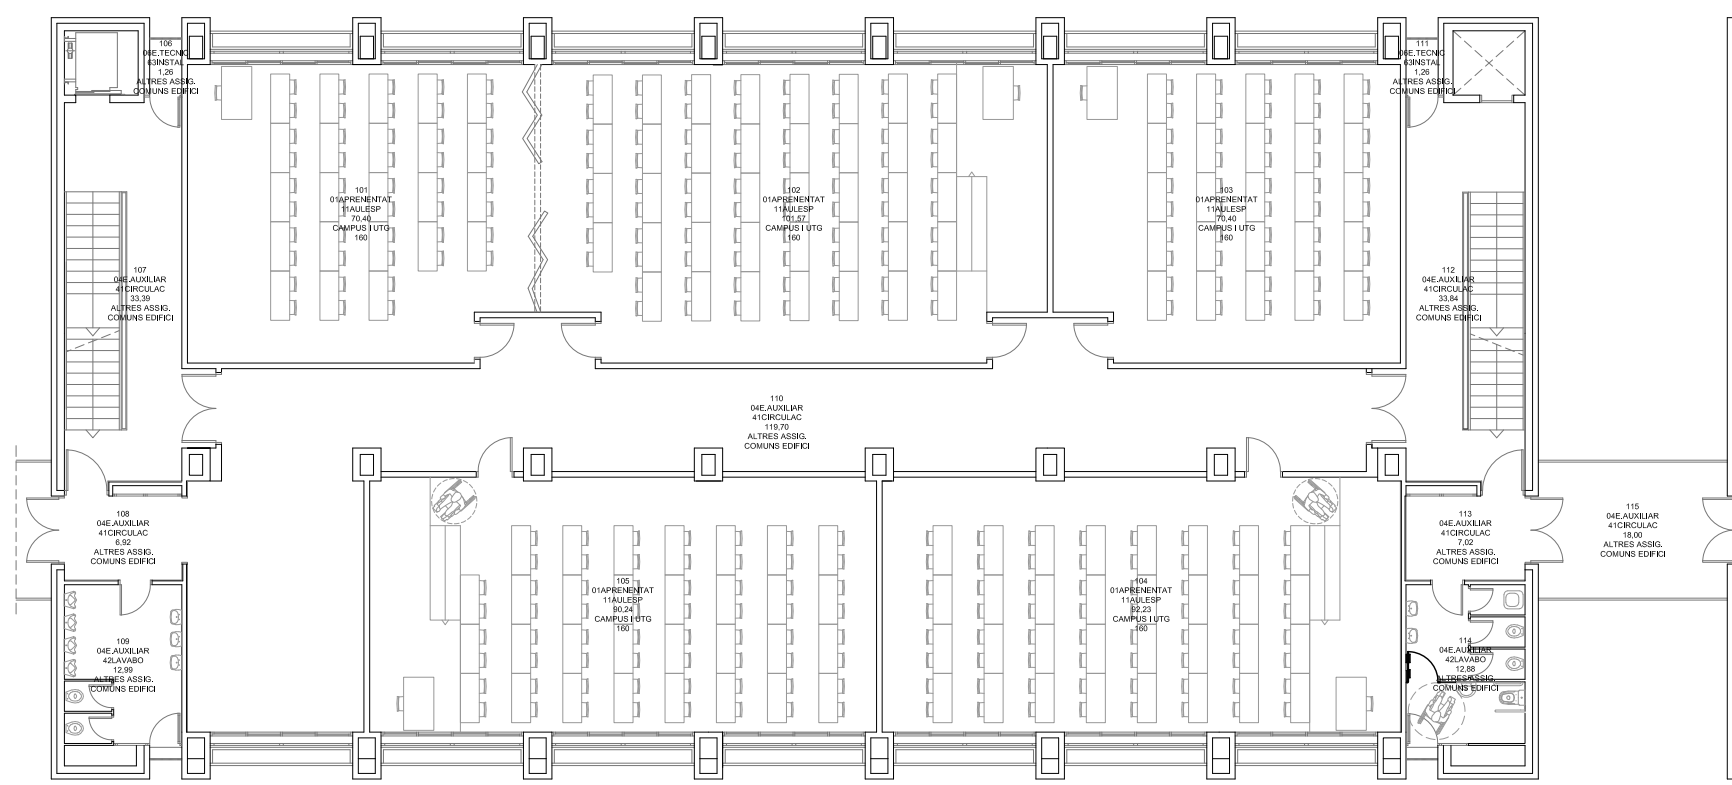 106
06E.TECNIC
63INSTAL
1,26
ALTRES ASSIG.
COMUNS EDIFICI
111
06E.TECNIC
63INSTAL
1,26
ALTRES ASSIG.
COMUNS EDIFICI
101
01APRENENTAT
11AULESP
70,40
CAMPUS I UTG
160
102
01APRENENTAT
11AULESP
101,57
CAMPUS I UTG
160
103
01APRENENTAT
11AULESP
70,40
CAMPUS I UTG
160
107
04E.AUXILIAR
41CIRCULAC
33,39
ALTRES ASSIG.
COMUNS EDIFICI
112
04E.AUXILIAR
41CIRCULAC
33,84
ALTRES ASSIG.
COMUNS EDIFICI
110
04E.AUXILIAR
41CIRCULAC
119,70
ALTRES ASSIG.
COMUNS EDIFICI
108
04E.AUXILIAR
41CIRCULAC
6,92
ALTRES ASSIG.
COMUNS EDIFICI
113
04E.AUXILIAR
41CIRCULAC
7,02
ALTRES ASSIG.
COMUNS EDIFICI
115
04E.AUXILIAR
41CIRCULAC
18,00
ALTRES ASSIG.
COMUNS EDIFICI
105
01APRENENTAT
11AULESP
90,24
CAMPUS I UTG
160
104
01APRENENTAT
11AULESP
92,23
CAMPUS I UTG
160
109
04E.AUXILIAR
42LAVABO
12,99
ALTRES ASSIG.
COMUNS EDIFICI
114
04E.AUXILIAR
42LAVABO
12,88
ALTRES ASSIG.
COMUNS EDIFICI